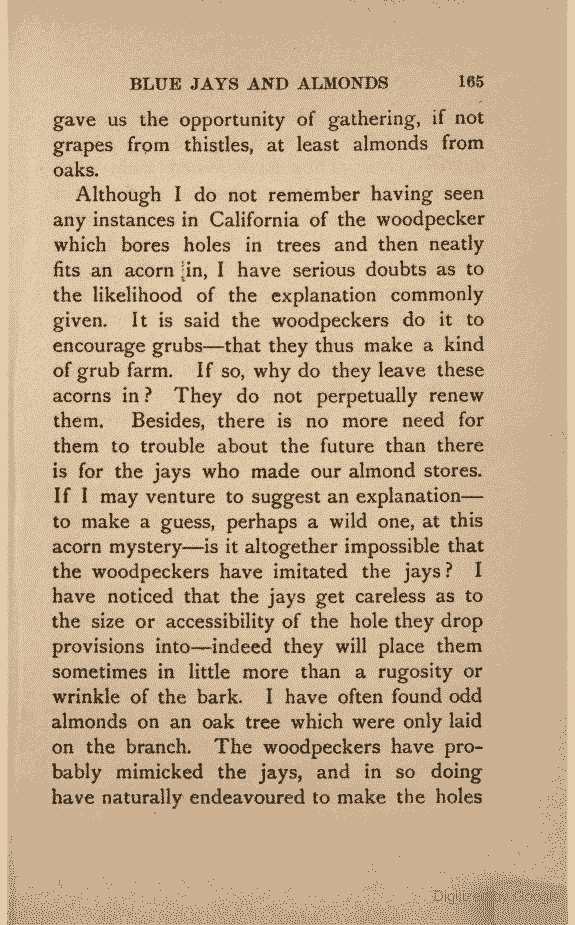 BLUE JAYS AND ALMONDS 165
gave us the opportunity of gathering, if not
grapes from thistles, at least almonds from
oaks.
Although I do not remember having seen
any instances in California of the woodpecker
which bores holes in trees and then neatly
fits an acorn in, I have serious doubts as to
the likelihood of the explanation commonly
given. It is said the woodpeckers do it to
encourage grubs—that they thus make a kind
of grub farm. If so, why do they leave these
acorns in? They do not perpetually renew
them. Besides, there is no more need for
them to trouble about the future than there
is for the jays who made our almond stores.
If I may venture to suggest an explanation—
to make a guess, perhaps a wild one, at this
acorn mystery—is it altogether impossible that
the woodpeckers have imitated the jays? I
have noticed that the jays get careless as to
the size or accessibility of the hole they drop
provisions into—indeed they will place them
sometimes in little more than a rugosity or
wrinkle of the bark. I have often found odd
almonds on an oak tree which were only laid
on the branch. The woodpeckers have pro-
bably mimicked the jays, and in so doing
have naturally endeavoured to make the holes
Digitized by Google